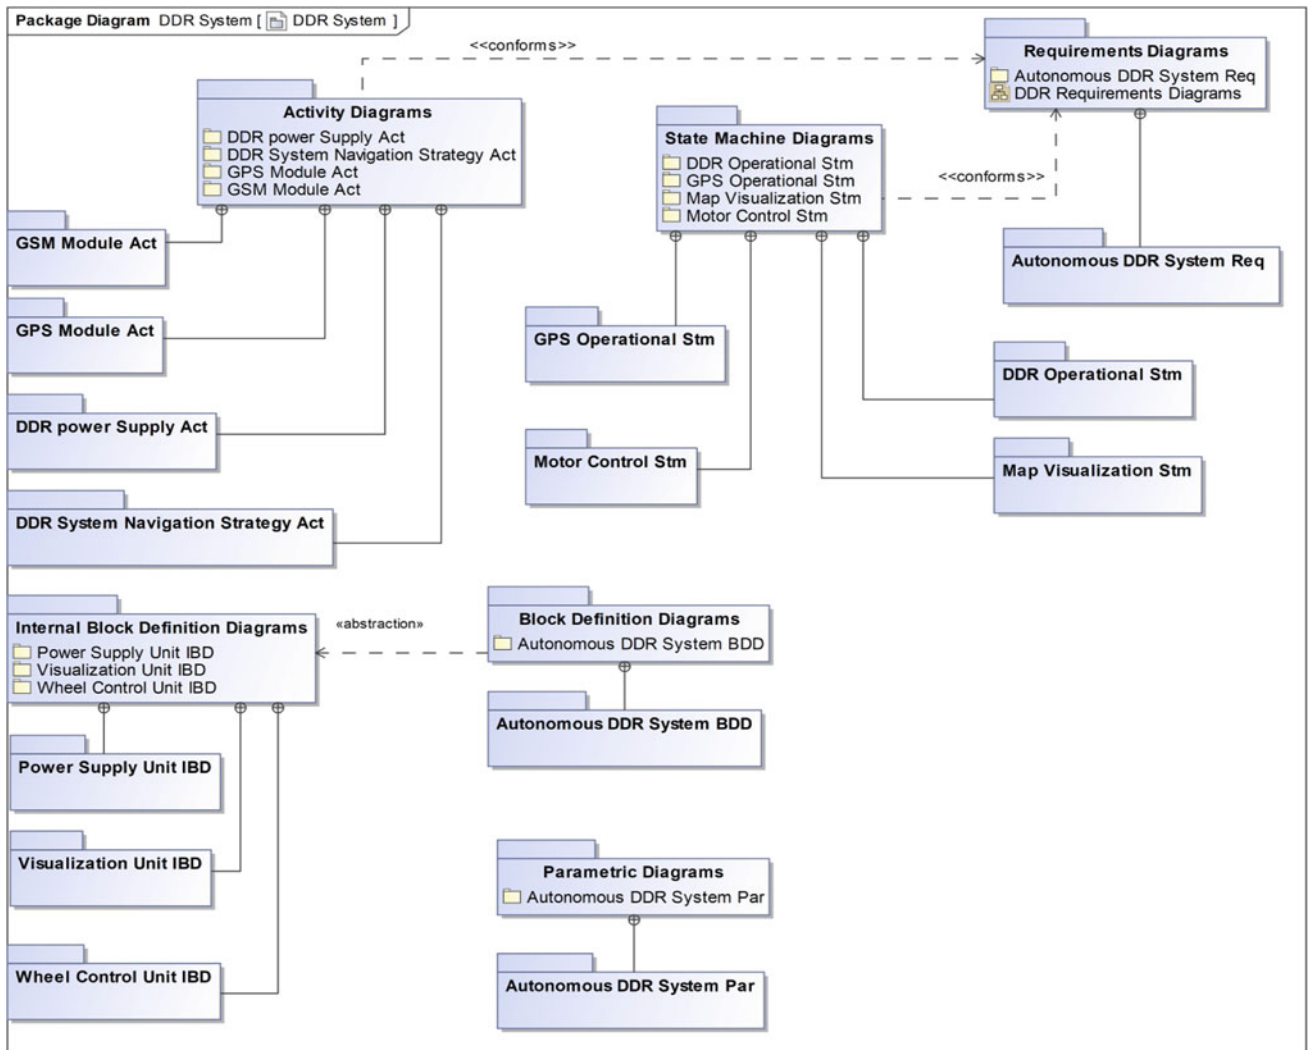 Package Diagram DDR System [ DDR System ]
<<conforms>>
Requirements Diagrams
Autonomous DDR System Req
DDR Requirements Diagrams
Activity Diagrams
DDR power Supply Act
DDR System Navigation Strategy Act
GPS Module Act
GSM Module Act
State Machine Diagrams
DDR Operational Stm
GPS Operational Stm
Map Visualization Stm
Motor Control Stm
<<conforms>>
GSM Module Act
Autonomous DDR System Req
GPS Module Act
GPS Operational Stm
DDR Operational Stm
DDR power Supply Act
Motor Control Stm
Map Visualization Stm
DDR System Navigation Strategy Act
Internal Block Definition Diagrams
Power Supply Unit IBD
Visualization Unit IBD
Wheel Control Unit IBD
«abstraction»
Block Definition Diagrams
Autonomous DDR System BDD
Autonomous DDR System BDD
Power Supply Unit IBD
Visualization Unit IBD
Parametric Diagrams
Autonomous DDR System Par
Wheel Control Unit IBD
Autonomous DDR System Par